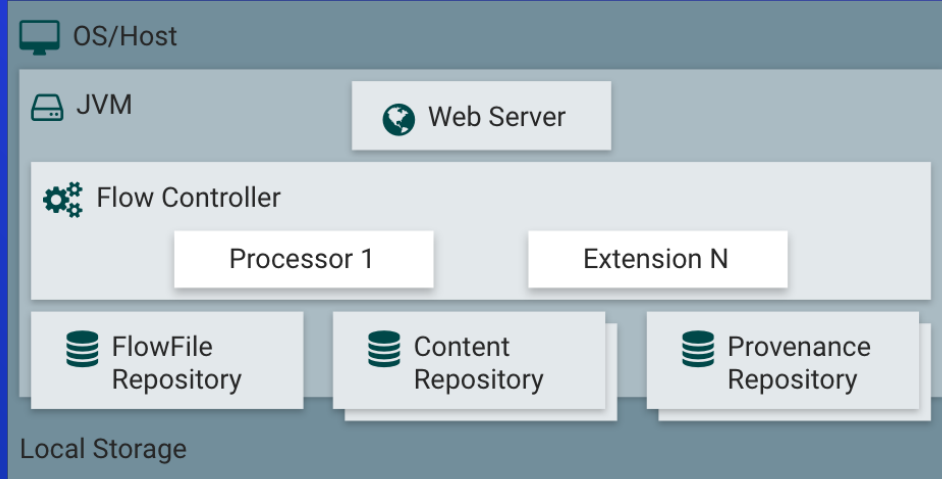 OS/Host
JVM
Web Server
Flow Controller
Processor 1
Extension N
FlowFile
Repository
Content
Repository
Provenance
Repository
Local Storage